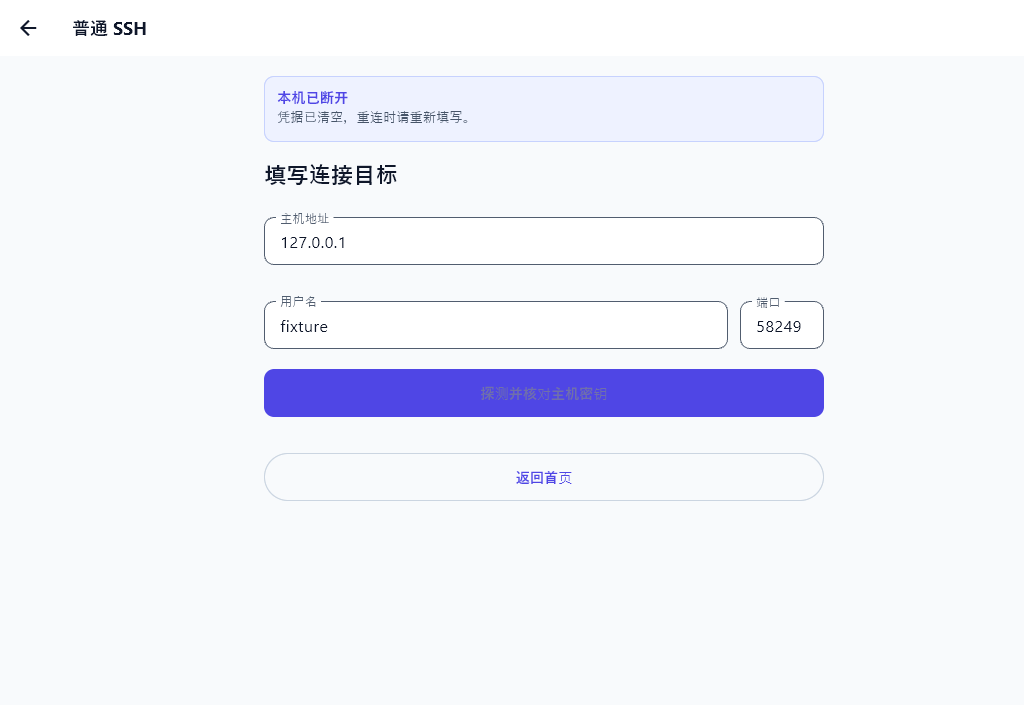 普通 SSH
本机已断开
凭据已清空，重连时请重新填写。
填写连接目标
主机地址
127.0.0.1
用户名
端口
fixture
58249
探测并核对主机密钥
返回首页